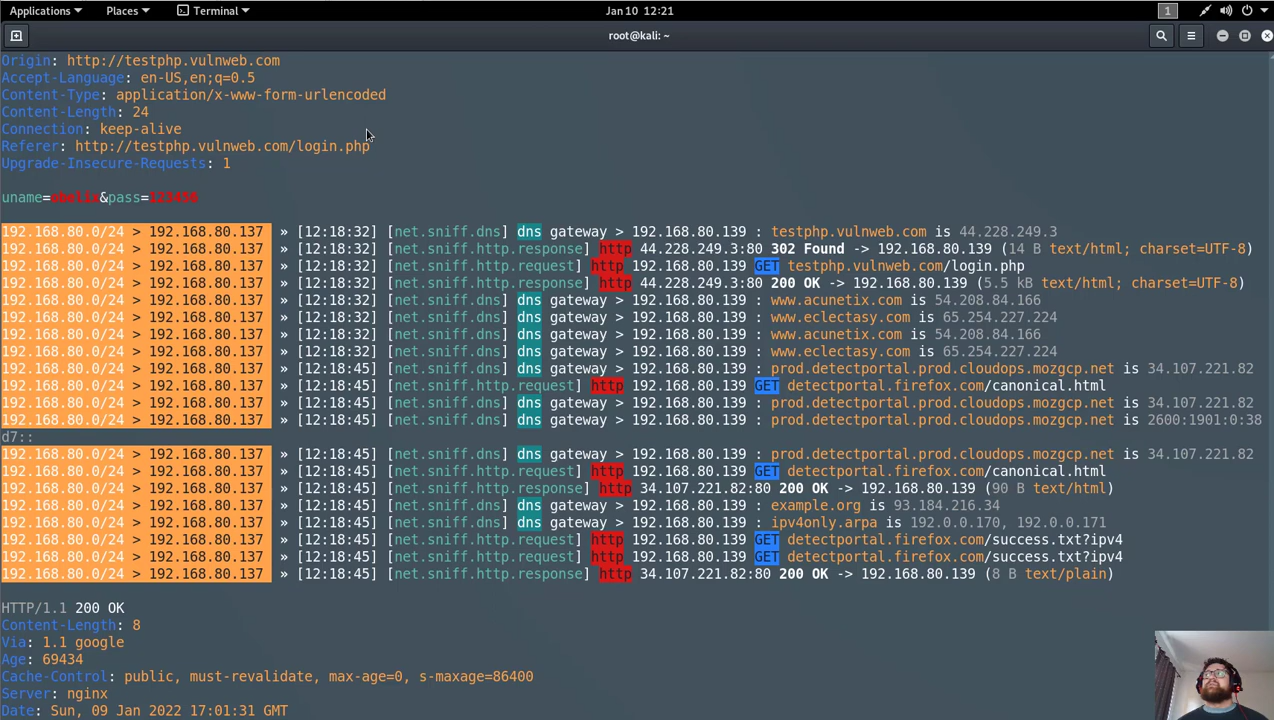 Applications Places Terminal Jan 10 12:21 1
root@kali: ~
Origin: http://testphp.vulnweb.com
Accept-Language: en-US,en;q=0.5
Content-Type: application/x-www-form-urlencoded
Content-Length: 24
Connection: keep-alive
Referer: http://testphp.vulnweb.com/login.php
Upgrade-Insecure-Requests: 1
uname=obelix&pass=123456
192.168.80.0/24 > 192.168.80.137 » [12:18:32] [net.sniff.dns] dns gateway > 192.168.80.139 : testphp.vulnweb.com is 44.228.249.3
192.168.80.0/24 > 192.168.80.137 » [12:18:32] [net.sniff.http.response] http 44.228.249.3:80 302 Found -> 192.168.80.139 (14 B text/html; charset=UTF-8)
192.168.80.0/24 > 192.168.80.137 » [12:18:32] [net.sniff.http.request] http 192.168.80.139 GET testphp.vulnweb.com/login.php
192.168.80.0/24 > 192.168.80.137 » [12:18:32] [net.sniff.http.response] http 44.228.249.3:80 200 OK -> 192.168.80.139 (5.5 kB text/html; charset=UTF-8)
192.168.80.0/24 > 192.168.80.137 » [12:18:32] [net.sniff.dns] dns gateway > 192.168.80.139 : www.acunetix.com is 54.208.84.166
192.168.80.0/24 > 192.168.80.137 » [12:18:32] [net.sniff.dns] dns gateway > 192.168.80.139 : www.eclectasy.com is 65.254.227.224
192.168.80.0/24 > 192.168.80.137 » [12:18:32] [net.sniff.dns] dns gateway > 192.168.80.139 : www.acunetix.com is 54.208.84.166
192.168.80.0/24 > 192.168.80.137 » [12:18:32] [net.sniff.dns] dns gateway > 192.168.80.139 : www.eclectasy.com is 65.254.227.224
192.168.80.0/24 > 192.168.80.137 » [12:18:45] [net.sniff.dns] dns gateway > 192.168.80.139 : prod.detectportal.prod.cloudops.mozgcp.net is 34.107.221.82
192.168.80.0/24 > 192.168.80.137 » [12:18:45] [net.sniff.http.request] http 192.168.80.139 GET detectportal.firefox.com/canonical.html
192.168.80.0/24 > 192.168.80.137 » [12:18:45] [net.sniff.dns] dns gateway > 192.168.80.139 : prod.detectportal.prod.cloudops.mozgcp.net is 34.107.221.82
192.168.80.0/24 > 192.168.80.137 » [12:18:45] [net.sniff.dns] dns gateway > 192.168.80.139 : prod.detectportal.prod.cloudops.mozgcp.net is 2600:1901:0:38
d7::
192.168.80.0/24 > 192.168.80.137 » [12:18:45] [net.sniff.dns] dns gateway > 192.168.80.139 : prod.detectportal.prod.cloudops.mozgcp.net is 34.107.221.82
192.168.80.0/24 > 192.168.80.137 » [12:18:45] [net.sniff.http.request] http 192.168.80.139 GET detectportal.firefox.com/canonical.html
192.168.80.0/24 > 192.168.80.137 » [12:18:45] [net.sniff.http.response] http 34.107.221.82:80 200 OK -> 192.168.80.139 (90 B text/html)
192.168.80.0/24 > 192.168.80.137 » [12:18:45] [net.sniff.dns] dns gateway > 192.168.80.139 : example.org is 93.184.216.34
192.168.80.0/24 > 192.168.80.137 » [12:18:45] [net.sniff.dns] dns gateway > 192.168.80.139 : ipv4only.arpa is 192.0.0.170, 192.0.0.171
192.168.80.0/24 > 192.168.80.137 » [12:18:45] [net.sniff.http.request] http 192.168.80.139 GET detectportal.firefox.com/success.txt?ipv4
192.168.80.0/24 > 192.168.80.137 » [12:18:45] [net.sniff.http.request] http 192.168.80.139 GET detectportal.firefox.com/success.txt?ipv4
192.168.80.0/24 > 192.168.80.137 » [12:18:45] [net.sniff.http.response] http 34.107.221.82:80 200 OK -> 192.168.80.139 (8 B text/plain)
HTTP/1.1 200 OK
Content-Length: 8
Via: 1.1 google
Age: 69434
Cache-Control: public, must-revalidate, max-age=0, s-maxage=86400
Server: nginx
Date: Sun, 09 Jan 2022 17:01:31 GMT